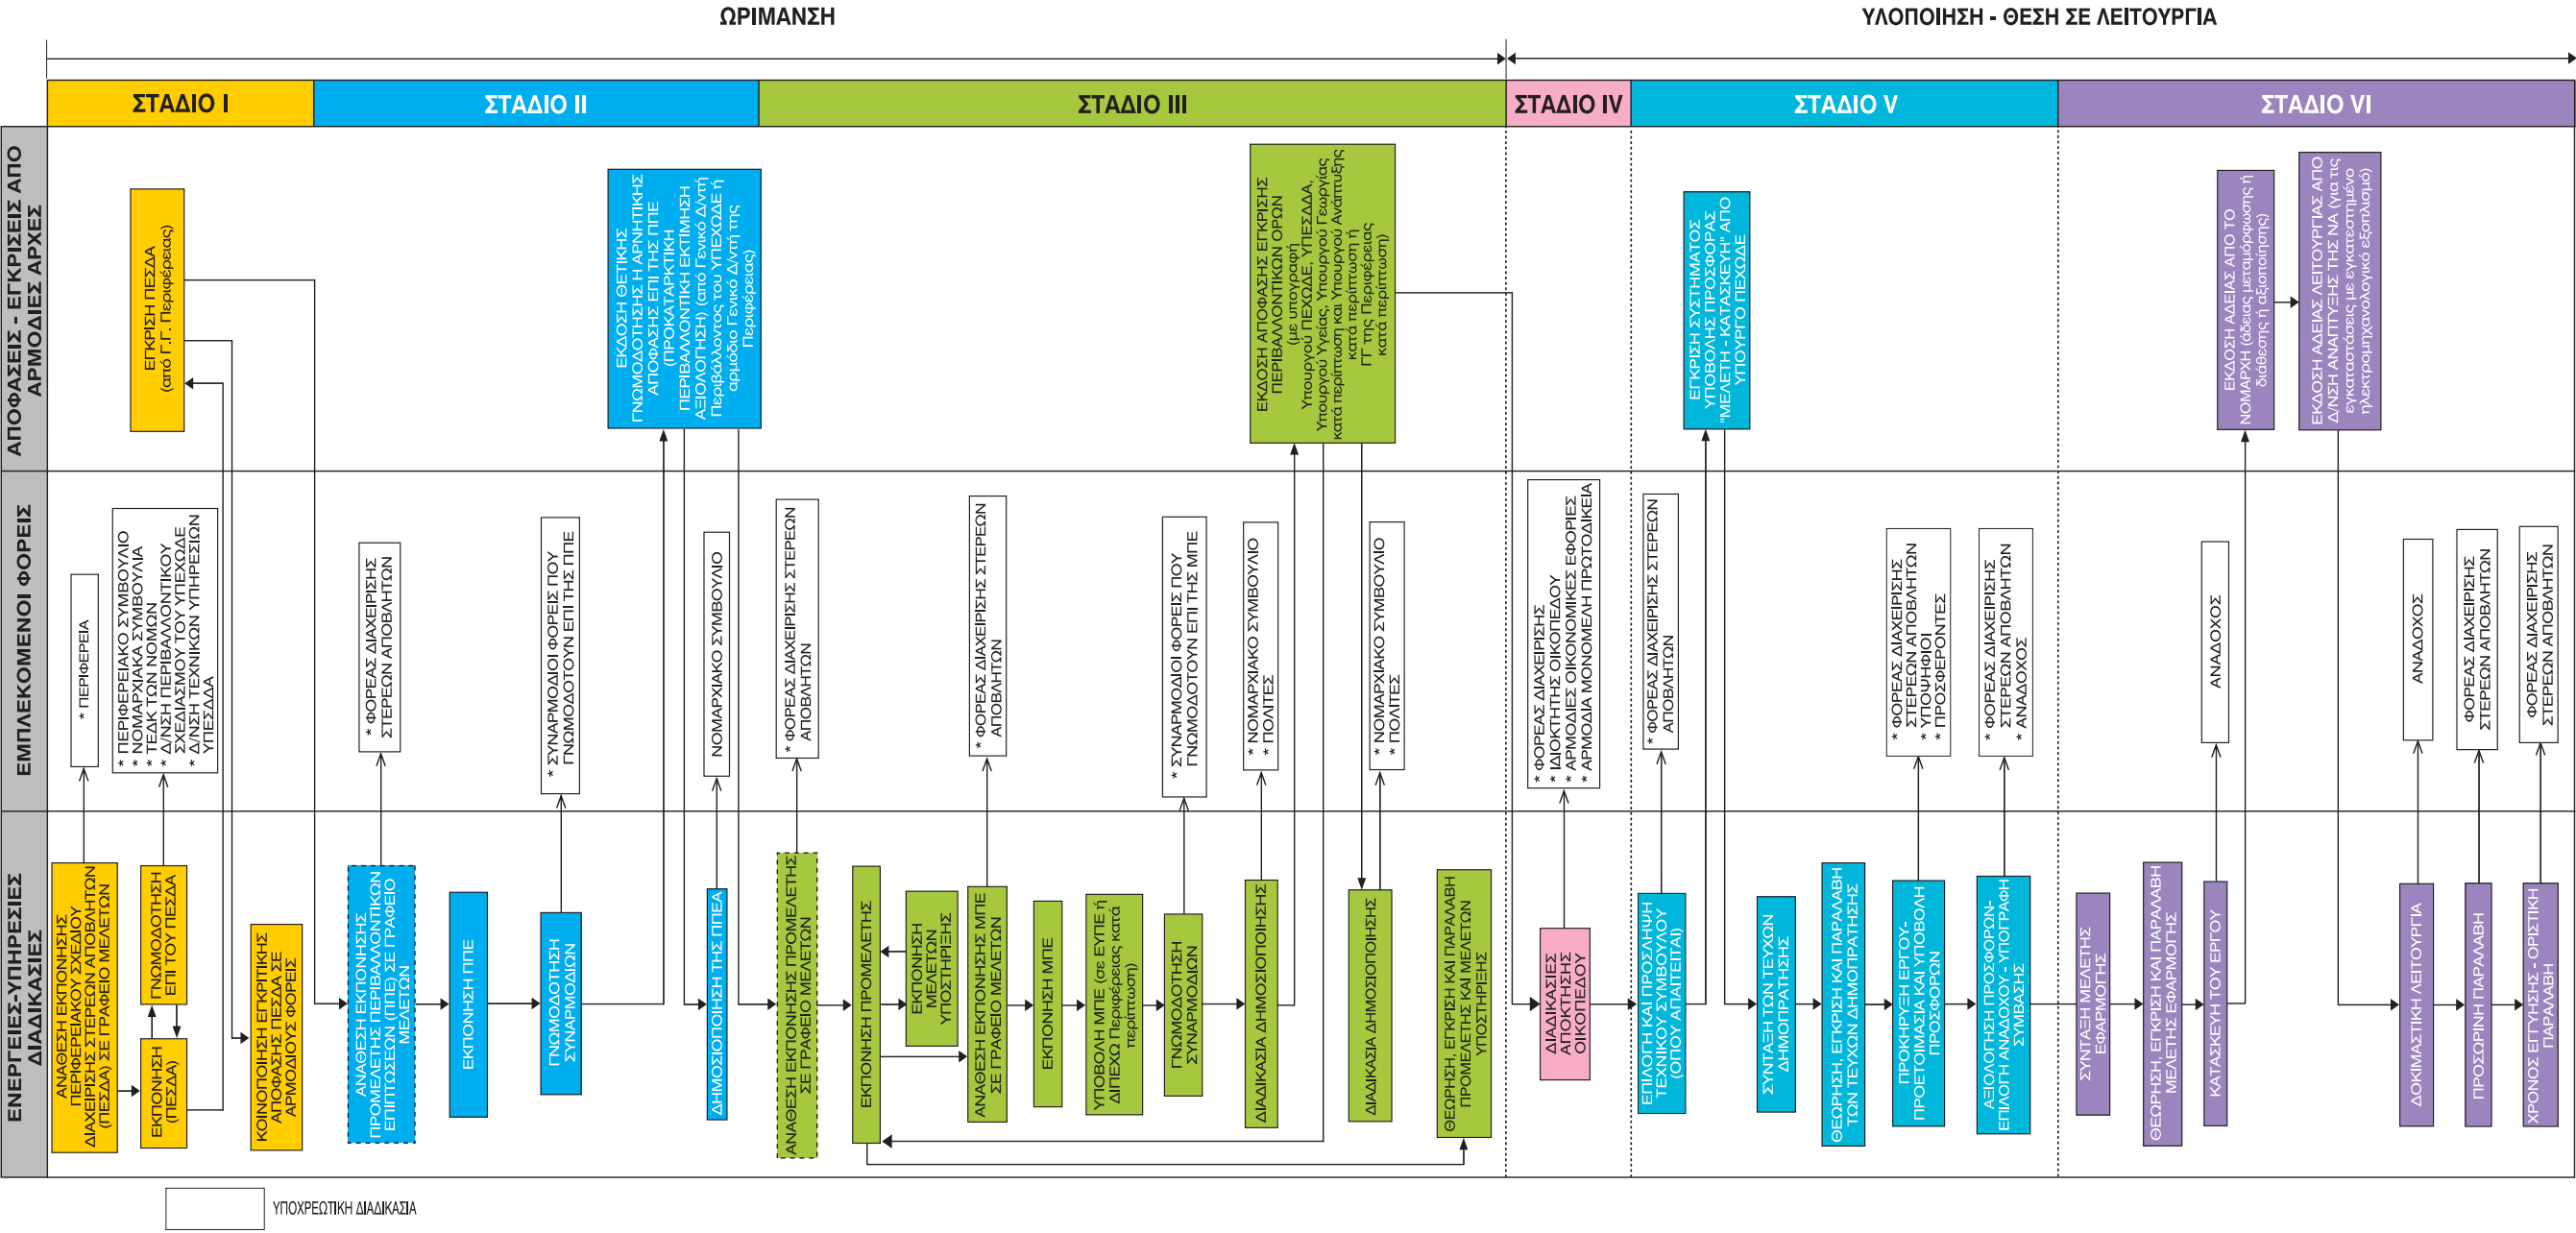 ΩΡΙΜΑΝΣΗ
ΥΛΟΠΟΙΗΣΗ - ΘΕΣΗ ΣΕ ΛΕΙΤΟΥΡΓΙΑ
ΣΤΑΔΙΟ I
ΣΤΑΔΙΟ II
ΣΤΑΔΙΟ III
ΣΤΑΔΙΟ IV
ΣΤΑΔΙΟ V
ΣΤΑΔΙΟ VI
ΑΠΟΦΑΣΕΙΣ - ΕΓΚΡΙΣΕΙΣ ΑΠΟ
ΑΡΜΟΔΙΕΣ ΑΡΧΕΣ
ΕΓΚΡΙΣΗ ΠΕΣΔΑ
(από Γ.Γ. Περιφέρειας)
ΕΚΔΟΣΗ ΘΕΤΙΚΗΣ
ΓΝΩΜΟΔΟΤΗΣΗΣ Η ΑΡΝΗΤΙΚΗΣ
ΑΠΟΦΑΣΗΣ ΕΠΙ ΤΗΣ ΠΠΕ
(ΠΡΟΚΑΤΑΡΚΤΙΚΗ
ΠΕΡΙΒΑΛΛΟΝΤΙΚΗ ΕΚΤΙΜΗΣΗ
ΑΞΙΟΛΟΓΗΣΗ) (από Γενικό Δ/ντή
Περιβάλλοντος του ΥΠΕΧΩΔΕ ή
αρμόδιο Γενικό Δ/ντή της
Περιφέρειας)
ΕΚΔΟΣΗ ΑΠΟΦΑΣΗΣ ΕΓΚΡΙΣΗΣ
ΠΕΡΙΒΑΛΛΟΝΤΙΚΩΝ ΟΡΩΝ
(με υπογραφή
Υπουργού ΠΕΧΩΔΕ, ΥΠΕΣΔΔΑ,
Υπουργού Υγείας, Υπουργού Γεωργίας
κατά περίπτωση και Υπουργού Ανάπτυξης
κατά περίπτωση ή
ΓΓ της Περιφέρειας
κατά περίπτωση)
ΕΓΚΡΙΣΗ ΣΥΣΤΗΜΑΤΟΣ
ΥΠΟΒΟΛΗΣ ΠΡΟΣΦΟΡΑΣ
"ΜΕΛΕΤΗ - ΚΑΤΑΣΚΕΥΗ" ΑΠΟ
ΥΠΟΥΡΓΟ ΠΕΧΩΔΕ
ΕΚΔΟΣΗ ΑΔΕΙΑΣ ΑΠΟ ΤΟ
ΝΟΜΑΡΧΗ (άδειας μεταμόρφωσης ή
διάθεσης ή αξιοποίησης)
ΕΚΔΟΣΗ ΑΔΕΙΑΣ ΛΕΙΤΟΥΡΓΙΑΣ ΑΠΟ
Δ/ΝΣΗ ΑΝΑΠΤΥΞΗΣ ΤΗΣ ΝΑ (για τις
εγκαταστάσεις με εγκατεστημένο
ηλεκτρομηχανολογικό εξοπλισμό)
ΕΜΠΛΕΚΟΜΕΝΟΙ ΦΟΡΕΙΣ
* ΠΕΡΙΦΕΡΕΙΑ
* ΠΕΡΙΦΕΡΕΙΑΚΟ ΣΥΜΒΟΥΛΙΟ
* ΝΟΜΑΡΧΙΑΚΑ ΣΥΜΒΟΥΛΙΑ
* ΤΕΔΚ ΤΩΝ ΝΟΜΩΝ
* Δ/ΝΣΗ ΠΕΡΙΒΑΛΛΟΝΤΙΚΟΥ
ΣΧΕΔΙΑΣΜΟΥ ΤΟΥ ΥΠΕΧΩΔΕ
* Δ/ΝΣΗ ΤΕΧΝΙΚΩΝ ΥΠΗΡΕΣΙΩΝ
ΥΠΕΣΔΔΑ
* ΦΟΡΕΑΣ ΔΙΑΧΕΙΡΙΣΗΣ
ΣΤΕΡΕΩΝ ΑΠΟΒΛΗΤΩΝ
* ΣΥΝΑΡΜΟΔΙΟΙ ΦΟΡΕΙΣ ΠΟΥ
ΓΝΩΜΟΔΟΤΟΥΝ ΕΠΙ ΤΗΣ ΠΠΕ
ΝΟΜΑΡΧΙΑΚΟ ΣΥΜΒΟΥΛΙΟ
* ΦΟΡΕΑΣ ΔΙΑΧΕΙΡΙΣΗΣ ΣΤΕΡΕΩΝ
ΑΠΟΒΛΗΤΩΝ
* ΦΟΡΕΑΣ ΔΙΑΧΕΙΡΙΣΗΣ ΣΤΕΡΕΩΝ
ΑΠΟΒΛΗΤΩΝ
* ΣΥΝΑΡΜΟΔΙΟΙ ΦΟΡΕΙΣ ΠΟΥ
ΓΝΩΜΟΔΟΤΟΥΝ ΕΠΙ ΤΗΣ ΜΠΕ
* ΝΟΜΑΡΧΙΑΚΟ ΣΥΜΒΟΥΛΙΟ
* ΠΟΛΙΤΕΣ
* ΝΟΜΑΡΧΙΑΚΟ ΣΥΜΒΟΥΛΙΟ
* ΠΟΛΙΤΕΣ
* ΦΟΡΕΑΣ ΔΙΑΧΕΙΡΙΣΗΣ
* ΙΔΙΟΚΤΗΤΗΣ ΟΙΚΟΠΕΔΟΥ
* ΑΡΜΟΔΙΕΣ ΟΙΚΟΝΟΜΙΚΕΣ ΕΦΟΡΙΕΣ
* ΑΡΜΟΔΙΑ ΜΟΝΟΜΕΛΗ ΠΡΩΤΟΔΙΚΕΙΑ
* ΦΟΡΕΑΣ ΔΙΑΧΕΙΡΙΣΗΣ ΣΤΕΡΕΩΝ
ΑΠΟΒΛΗΤΩΝ
* ΦΟΡΕΑΣ ΔΙΑΧΕΙΡΙΣΗΣ
ΣΤΕΡΕΩΝ ΑΠΟΒΛΗΤΩΝ
* ΥΠΟΨΗΦΙΟΙ
* ΠΡΟΣΦΕΡΟΝΤΕΣ
* ΦΟΡΕΑΣ ΔΙΑΧΕΙΡΙΣΗΣ
ΣΤΕΡΕΩΝ ΑΠΟΒΛΗΤΩΝ
* ΑΝΑΔΟΧΟΣ
ΑΝΑΔΟΧΟΣ
ΑΝΑΔΟΧΟΣ
ΦΟΡΕΑΣ ΔΙΑΧΕΙΡΙΣΗΣ
ΣΤΕΡΕΩΝ ΑΠΟΒΛΗΤΩΝ
ΦΟΡΕΑΣ ΔΙΑΧΕΙΡΙΣΗΣ
ΣΤΕΡΕΩΝ ΑΠΟΒΛΗΤΩΝ
ΕΝΕΡΓΕΙΕΣ-ΥΠΗΡΕΣΙΕΣ
ΔΙΑΔΙΚΑΣΙΕΣ
ΑΝΑΘΕΣΗ ΕΚΠΟΝΗΣΗΣ
ΠΕΡΙΦΕΡΕΙΑΚΟΥ ΣΧΕΔΙΟΥ
ΔΙΑΧΕΙΡΙΣΗΣ ΣΤΕΡΕΩΝ ΑΠΟΒΛΗΤΩΝ
(ΠΕΣΔΑ) ΣΕ ΓΡΑΦΕΙΟ ΜΕΛΕΤΩΝ
ΓΝΩΜΟΔΟΤΗΣΗ
ΕΠΙ ΤΟΥ ΠΕΣΔΑ
ΕΚΠΟΝΗΣΗ
(ΠΕΣΔΑ)
ΚΟΙΝΟΠΟΙΗΣΗ ΕΓΚΡΙΤΙΚΗΣ
ΑΠΟΦΑΣΗΣ ΠΕΣΔΑ ΣΕ
ΑΡΜΟΔΙΟΥΣ ΦΟΡΕΙΣ
ΑΝΑΘΕΣΗ ΕΚΠΟΝΗΣΗΣ
ΠΡΟΜΕΛΕΤΗΣ ΠΕΡΙΒΑΛΛΟΝΤΙΚΩΝ
ΕΠΙΠΤΩΣΕΩΝ (ΠΠΕ) ΣΕ ΓΡΑΦΕΙΟ
ΜΕΛΕΤΩΝ
ΕΚΠΟΝΗΣΗ ΠΠΕ
ΓΝΩΜΟΔΟΤΗΣΗ
ΣΥΝΑΡΜΟΔΙΩΝ
ΔΗΜΟΣΙΟΠΟΙΗΣΗ ΤΗΣ ΠΠΕΑ
ΑΝΑΘΕΣΗ ΕΚΠΟΝΗΣΗΣ ΠΡΟΜΕΛΕΤΗΣ
ΣΕ ΓΡΑΦΕΙΟ ΜΕΛΕΤΩΝ
ΕΚΠΟΝΗΣΗ ΠΡΟΜΕΛΕΤΗΣ
ΕΚΠΟΝΗΣΗ
ΜΕΛΕΤΩΝ
ΥΠΟΣΤΗΡΙΞΗΣ
ΑΝΑΘΕΣΗ ΕΚΠΟΝΗΣΗΣ ΜΠΕ
ΣΕ ΓΡΑΦΕΙΟ ΜΕΛΕΤΩΝ
ΕΚΠΟΝΗΣΗ ΜΠΕ
ΥΠΟΒΟΛΗ ΜΠΕ (σε ΕΥΠΕ ή
ΔΙΠΕΧΩ Περιφέρειας κατά
περίπτωση)
ΓΝΩΜΟΔΟΤΗΣΗ
ΣΥΝΑΡΜΟΔΙΩΝ
ΔΙΑΔΙΚΑΣΙΑ ΔΗΜΟΣΙΟΠΟΙΗΣΗΣ
ΔΙΑΔΙΚΑΣΙΑ ΔΗΜΟΣΙΟΠΟΙΗΣΗΣ
ΘΕΩΡΗΣΗ, ΕΓΚΡΙΣΗ ΚΑΙ ΠΑΡΑΛΑΒΗ
ΠΡΟΜΕΛΕΤΗΣ ΚΑΙ ΜΕΛΕΤΩΝ
ΥΠΟΣΤΗΡΙΞΗΣ
ΔΙΑΔΙΚΑΣΙΕΣ
ΑΠΟΚΤΗΣΗΣ
ΟΙΚΟΠΕΔΟΥ
ΕΠΙΛΟΓΗ ΚΑΙ ΠΡΟΣΛΗΨΗ
ΤΕΧΝΙΚΟΥ ΣΥΜΒΟΥΛΟΥ
(ΟΠΟΥ ΑΠΑΙΤΕΙΤΑΙ)
ΣΥΝΤΑΞΗ ΤΩΝ ΤΕΥΧΩΝ
ΔΗΜΟΠΡΑΤΗΣΗΣ
ΘΕΩΡΗΣΗ, ΕΓΚΡΙΣΗ ΚΑΙ ΠΑΡΑΛΑΒΗ
ΤΩΝ ΤΕΥΧΩΝ ΔΗΜΟΠΡΑΤΗΣΗΣ
ΠΡΟΚΗΡΥΞΗ ΕΡΓΟΥ-
ΠΡΟΕΤΟΙΜΑΣΙΑ ΚΑΙ ΥΠΟΒΟΛΗ
ΠΡΟΣΦΟΡΩΝ
ΑΞΙΟΛΟΓΗΣΗ ΠΡΟΣΦΟΡΩΝ-
ΕΠΙΛΟΓΗ ΑΝΑΔΟΧΟΥ - ΥΠΟΓΡΑΦΗ
ΣΥΜΒΑΣΗΣ
ΣΥΝΤΑΞΗ ΜΕΛΕΤΗΣ
ΕΦΑΡΜΟΓΗΣ
ΘΕΩΡΗΣΗ, ΕΓΚΡΙΣΗ ΚΑΙ ΠΑΡΑΛΑΒΗ
ΜΕΛΕΤΗΣ ΕΦΑΡΜΟΓΗΣ
ΚΑΤΑΣΚΕΥΗ ΤΟΥ ΕΡΓΟΥ
ΔΟΚΙΜΑΣΤΙΚΗ ΛΕΙΤΟΥΡΓΙΑ
ΠΡΟΣΩΡΙΝΗ ΠΑΡΑΛΑΒΗ
ΧΡΟΝΟΣ ΕΓΓΥΗΣΗΣ - ΟΡΙΣΤΙΚΗ
ΠΑΡΑΛΑΒΗ
ΥΠΟΧΡΕΩΤΙΚΗ ΔΙΑΔΙΚΑΣΙΑ